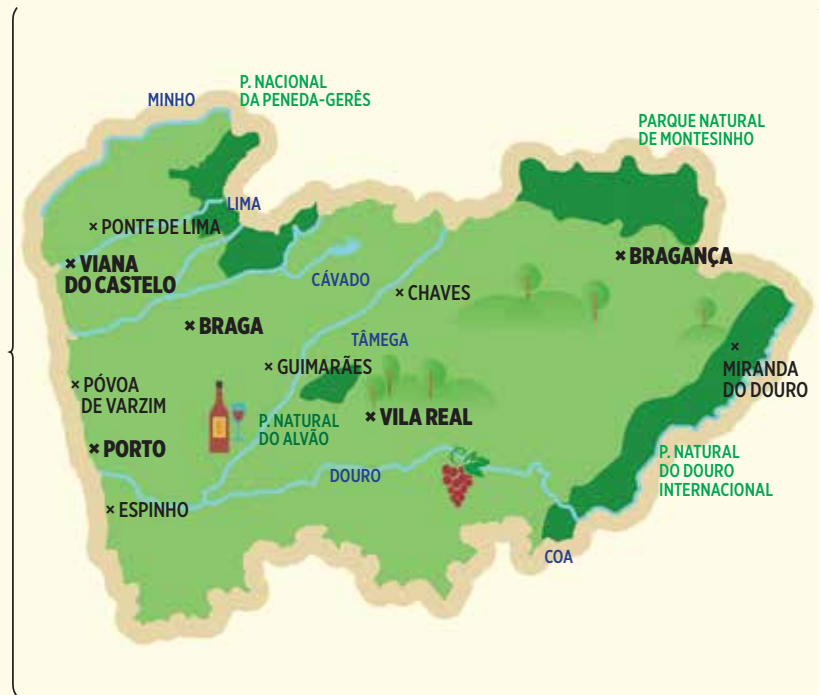 P. NACIONAL
DA PENEDA-GERÊS
MINHO
PARQUE NATURAL
DE MONTESINHO
LIMA
× PONTE DE LIMA
× VIANA
DO CASTELO
× BRAGANÇA
CÁVADO
× CHAVES
× BRAGA
TÂMEGA
× GUIMARÃES
× MIRANDA
DO DOURO
× PÓVOA
DE VARZIM
P. NATURAL
DO ALVÃO
× VILA REAL
× PORTO
P. NATURAL
DO DOURO
INTERNACIONAL
DOURO
× ESPINHO
COA